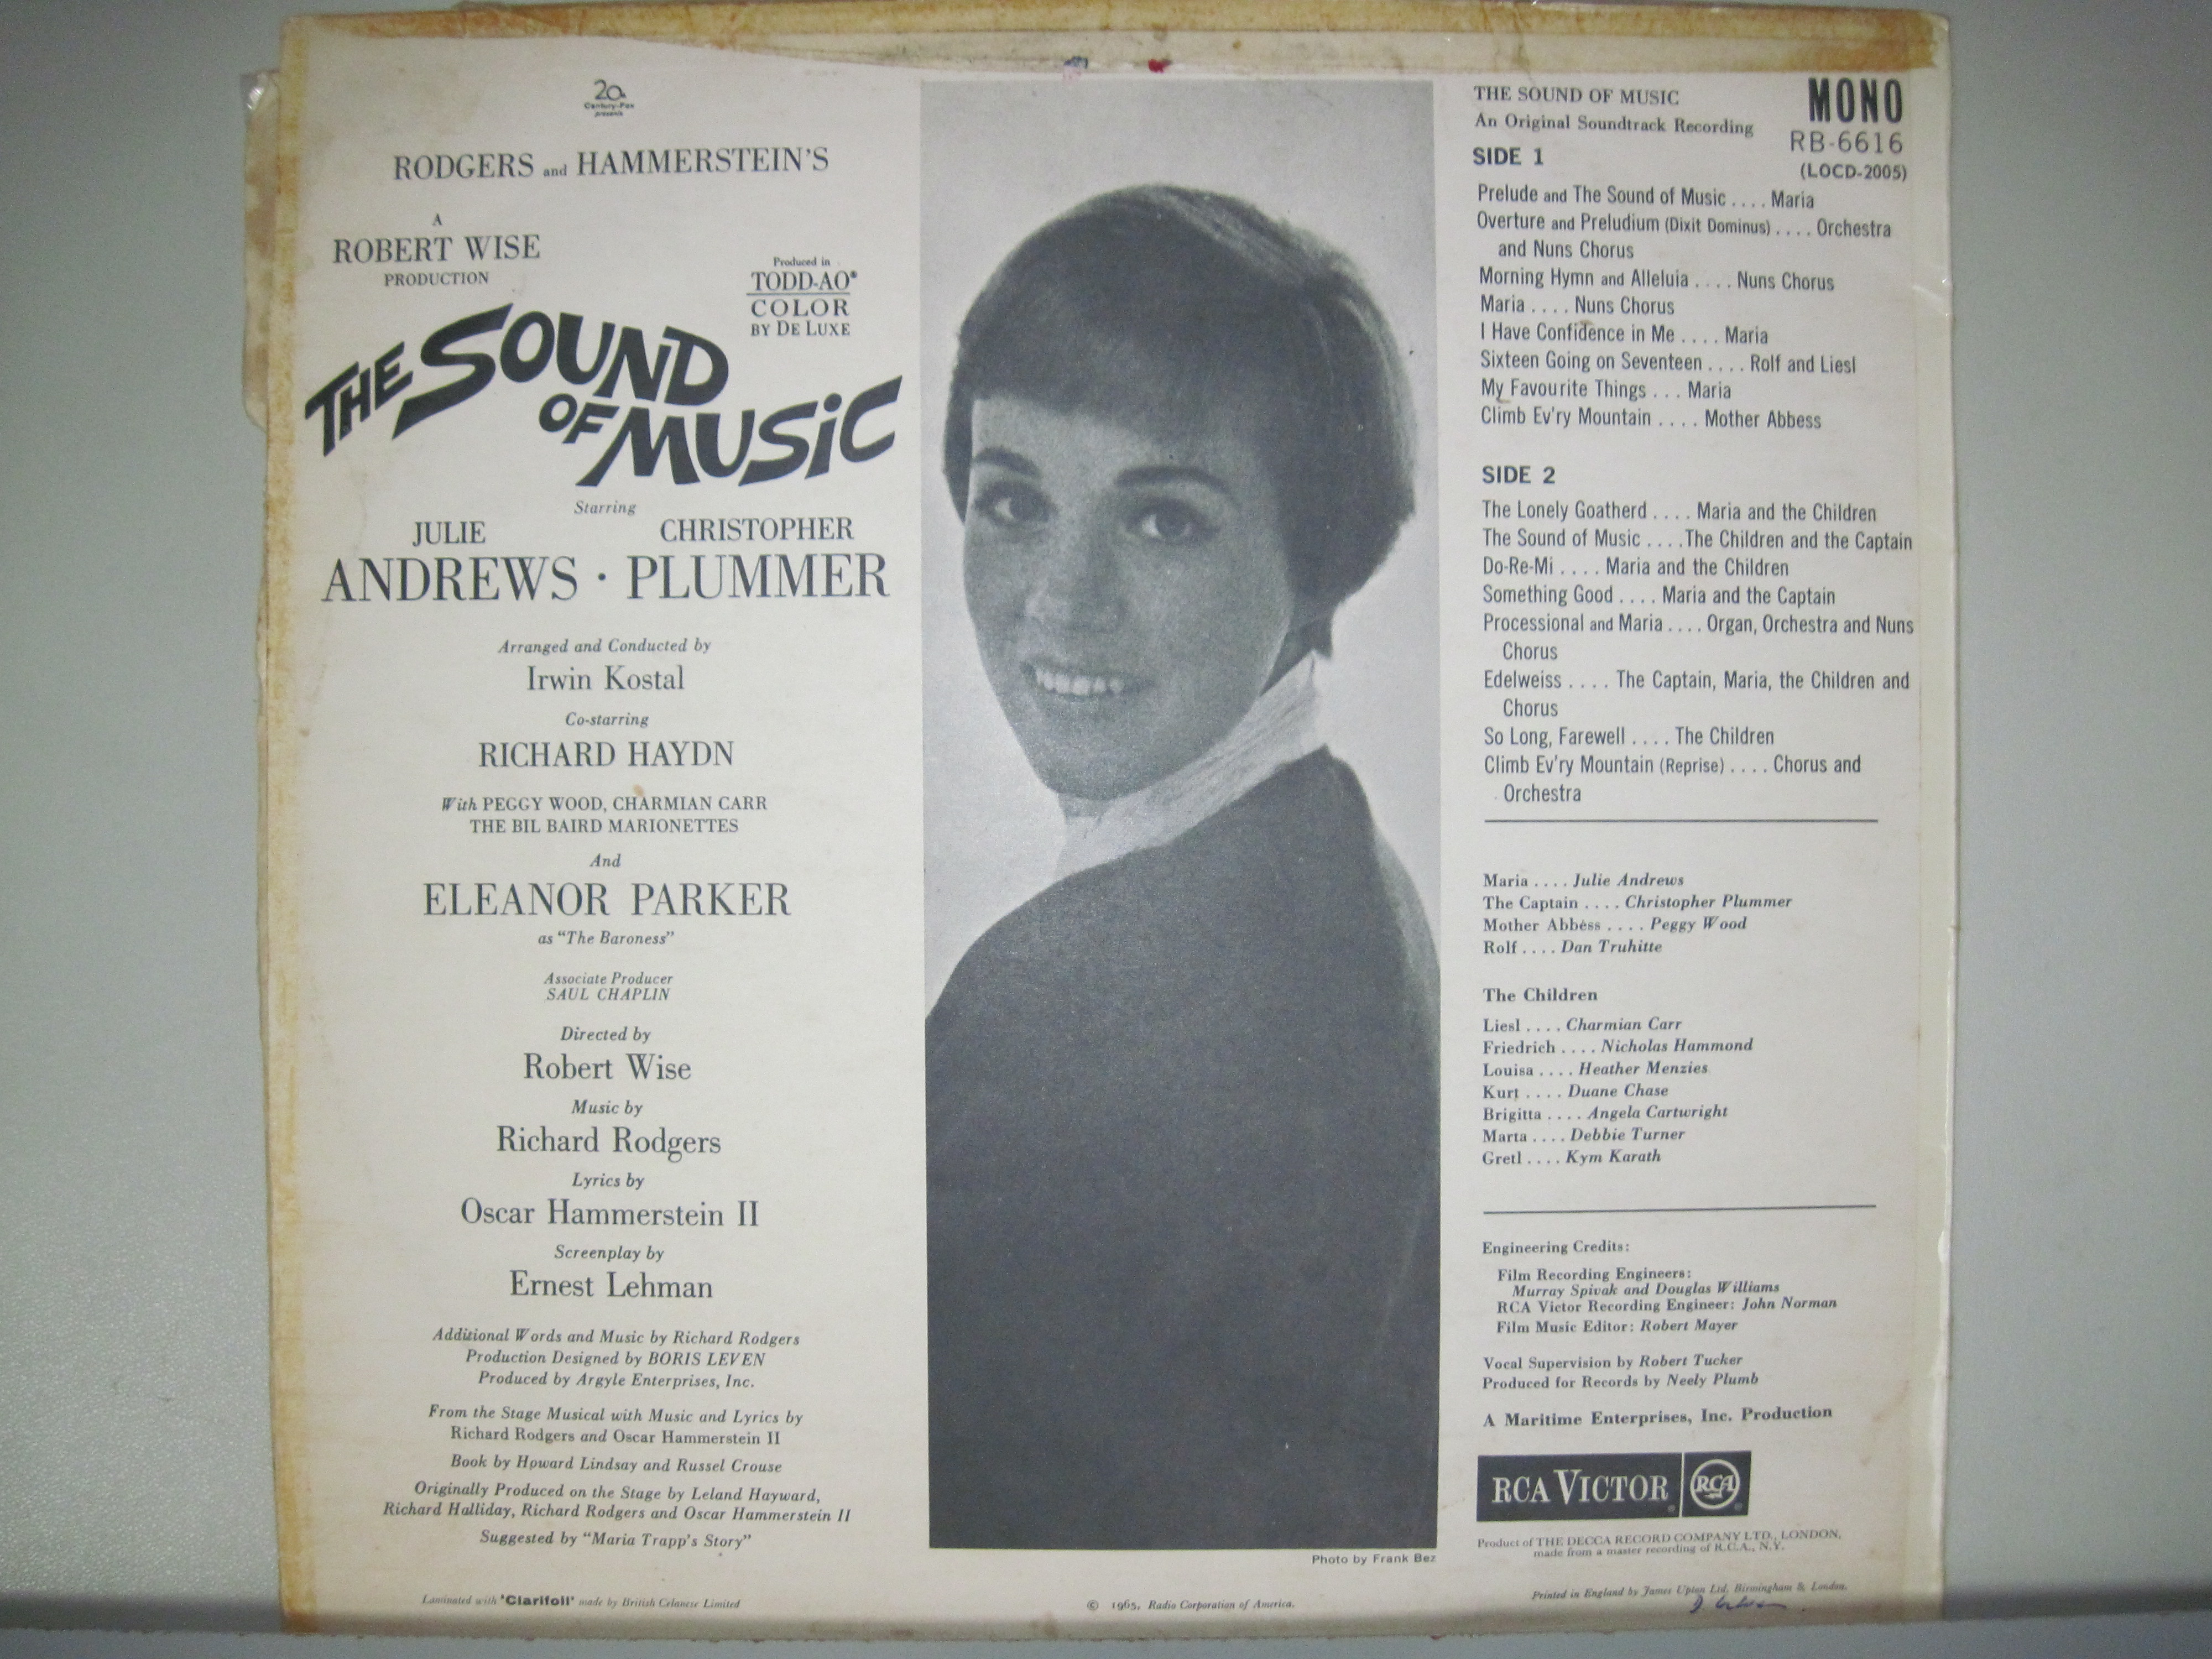 20
Century-Fox
presents
RODGERS and HAMMERSTEIN'S
A
ROBERT WISE
PRODUCTION
Produced in
TODD-AO®
COLOR
BY DE LUXE
THE SOUND
OF MUSiC
Starring
JULIE CHRISTOPHER
ANDREWS · PLUMMER
Arranged and Conducted by
Irwin Kostal
Co-starring
RICHARD HAYDN
With PEGGY WOOD, CHARMIAN CARR
THE BIL BAIRD MARIONETTES
And
ELEANOR PARKER
as "The Baroness"
Associate Producer
SAUL CHAPLIN
Directed by
Robert Wise
Music by
Richard Rodgers
Lyrics by
Oscar Hammerstein II
Screenplay by
Ernest Lehman
Additional Words and Music by Richard Rodgers
Production Designed by BORIS LEVEN
Produced by Argyle Enterprises, Inc.
From the Stage Musical with Music and Lyrics by
Richard Rodgers and Oscar Hammerstein II
Book by Howard Lindsay and Russel Crouse
Originally Produced on the Stage by Leland Hayward,
Richard Halliday, Richard Rodgers and Oscar Hammerstein II
Suggested by "Maria Trapp's Story"
Laminated with 'Clarifoil' made by British Celanese Limited
Photo by Frank Bez
© 1965, Radio Corporation of America.
THE SOUND OF MUSIC
An Original Soundtrack Recording
MONO
RB-6616
(LOCD-2005)
SIDE 1
Prelude and The Sound of Music .... Maria
Overture and Preludium (Dixit Dominus) .... Orchestra
and Nuns Chorus
Morning Hymn and Alleluia .... Nuns Chorus
Maria .... Nuns Chorus
I Have Confidence in Me .... Maria
Sixteen Going on Seventeen .... Rolf and Liesl
My Favourite Things ... Maria
Climb Ev'ry Mountain .... Mother Abbess
SIDE 2
The Lonely Goatherd .... Maria and the Children
The Sound of Music ....The Children and the Captain
Do-Re-Mi .... Maria and the Children
Something Good .... Maria and the Captain
Processional and Maria .... Organ, Orchestra and Nuns
Chorus
Edelweiss .... The Captain, Maria, the Children and
Chorus
So Long, Farewell .... The Children
Climb Ev'ry Mountain (Reprise) .... Chorus and
Orchestra
Maria .... Julie Andrews
The Captain .... Christopher Plummer
Mother Abbess .... Peggy Wood
Rolf .... Dan Truhitte
The Children
Liesl .... Charmian Carr
Friedrich .... Nicholas Hammond
Louisa .... Heather Menzies
Kurt .... Duane Chase
Brigitta .... Angela Cartwright
Marta .... Debbie Turner
Gretl .... Kym Karath
Engineering Credits:
Film Recording Engineers:
Murray Spivak and Douglas Williams
RCA Victor Recording Engineer: John Norman
Film Music Editor: Robert Mayer
Vocal Supervision by Robert Tucker
Produced for Records by Neely Plumb
A Maritime Enterprises, Inc. Production
RCA VICTOR RCA
Product of THE DECCA RECORD COMPANY LTD., LONDON,
made from a master recording of R.C.A., N.Y.
Printed in England by James Upton Ltd. Birmingham & London.